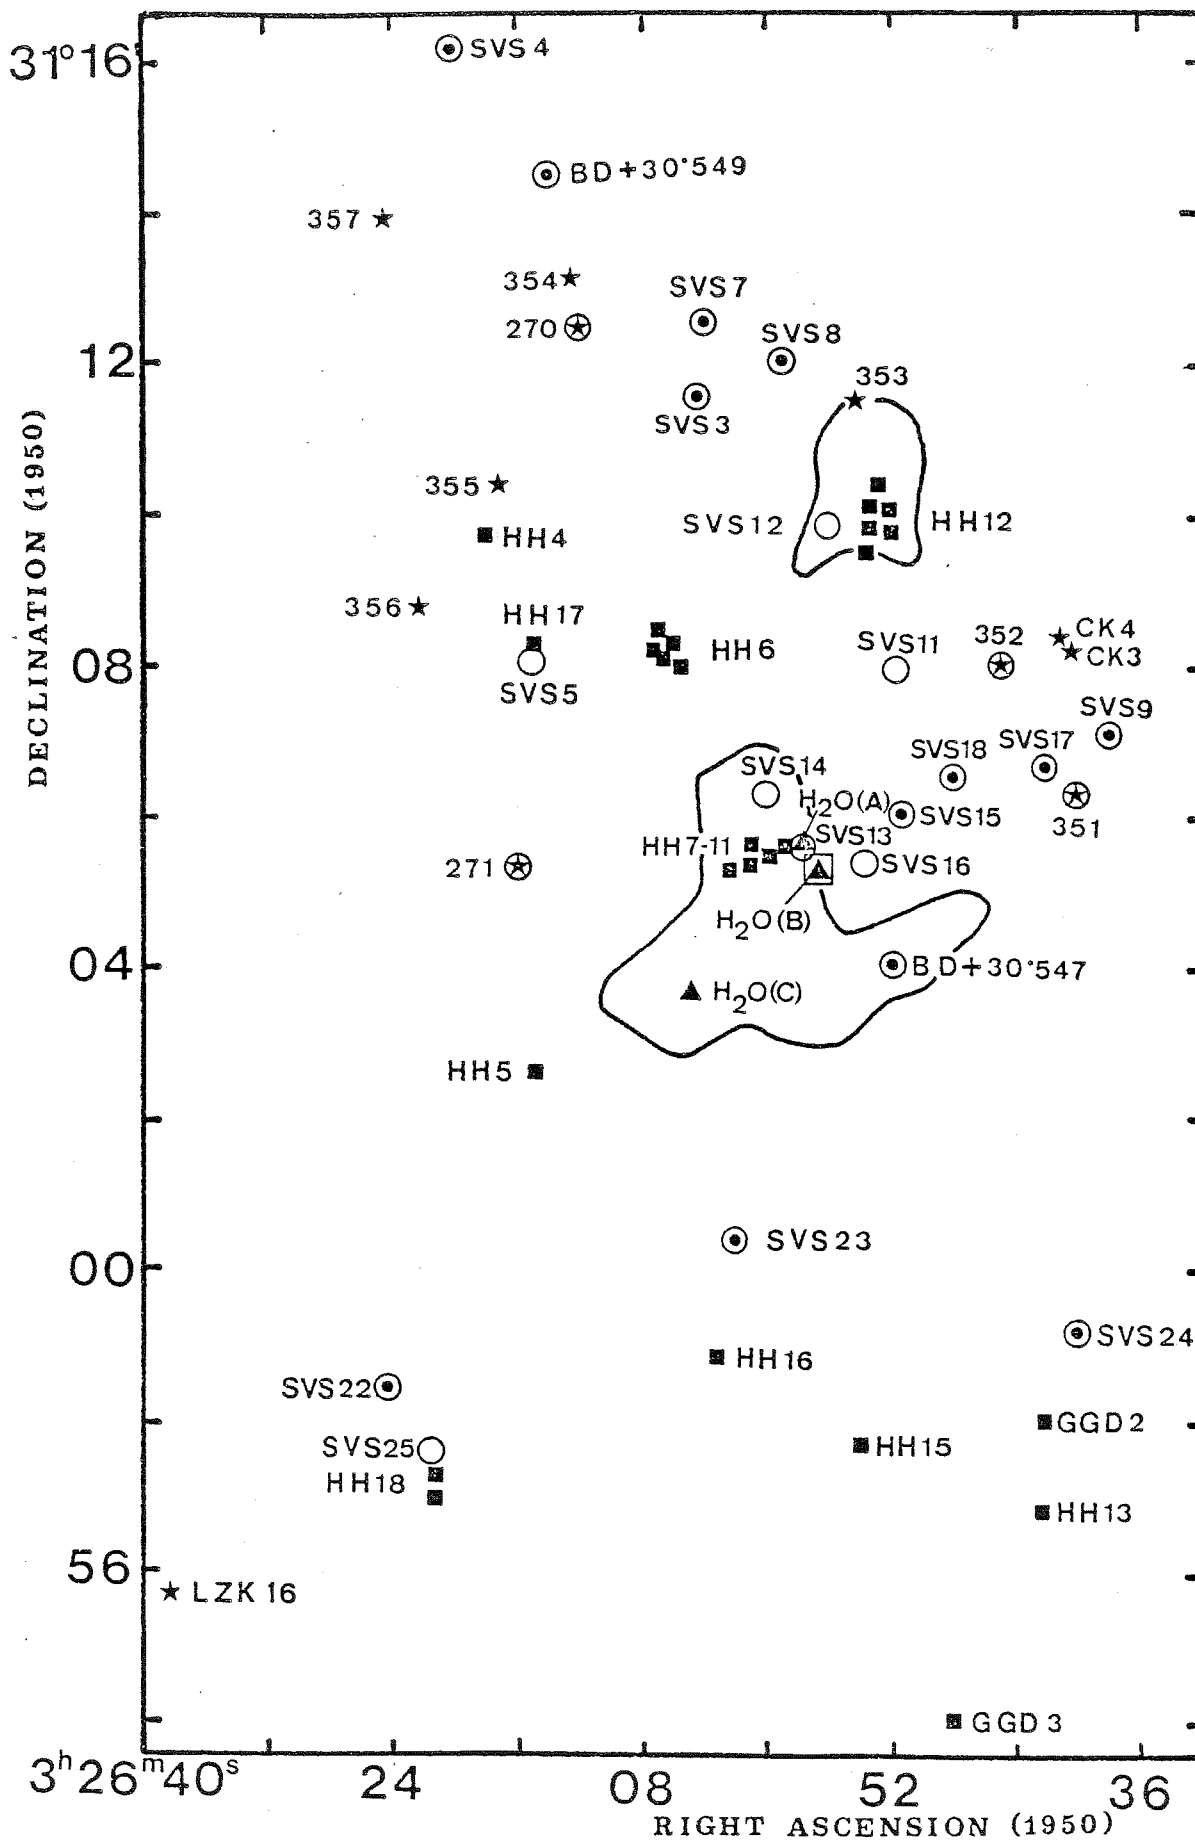 31°16'
SVS 4
BD+30°549
357
354
SVS7
270
SVS8
12
353
SVS3
355
SVS12
HH12
HH4
356
HH17
352
CK4
SVS11
HH6
CK3
08
SVS5
SVS9
SVS18
SVS17
SVS14
H₂O(A)
SVS15
351
HH7-11
SVS13
271
SVS16
H₂O(B)
04
BD+30°547
H₂O(C)
HH5
SVS23
00
SVS24
HH16
SVS22
GGD2
SVS25
HH15
HH18
HH13
56
LZK 16
GGD 3
3ʰ26ᵐ40ˢ
24
08
52
36
RIGHT ASCENSION (1950)
DECLINATION (1950)